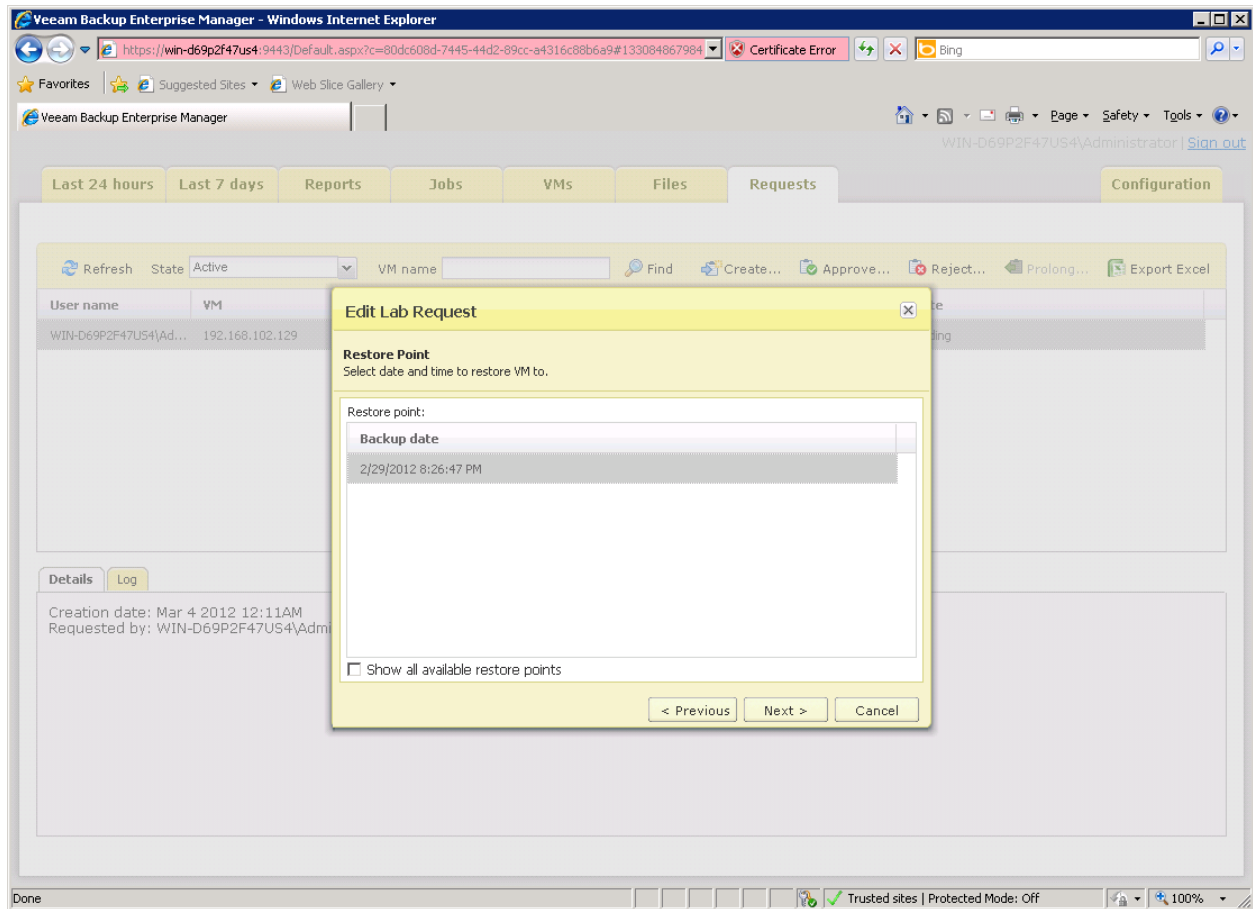 Veeam Backup Enterprise Manager - Windows Internet Explorer
https://win-d69p2f47us4:9443/Default.aspx?c=80dc608d-7445-44d2-89cc-a4316c88b6a9#133084867984 Certificate Error Bing
Favorites Suggested Sites Web Slice Gallery
Veeam Backup Enterprise Manager Page Safety Tools
WIN-D69P2F47US4\Administrator | Sign out
Last 24 hours Last 7 days Reports Jobs VMs Files Requests Configuration
Refresh State Active VM name Find Create... Approve... Reject... Prolong... Export Excel
User name VM te
WIN-D69P2F47US4\Ad... 192.168.102.129 ding
Edit Lab Request
Restore Point
Select date and time to restore VM to.
Restore point:
Backup date
2/29/2012 8:26:47 PM
Show all available restore points
< Previous Next > Cancel
Details Log
Creation date: Mar 4 2012 12:11AM
Requested by: WIN-D69P2F47US4\Admi
Done Trusted sites | Protected Mode: Off 100%